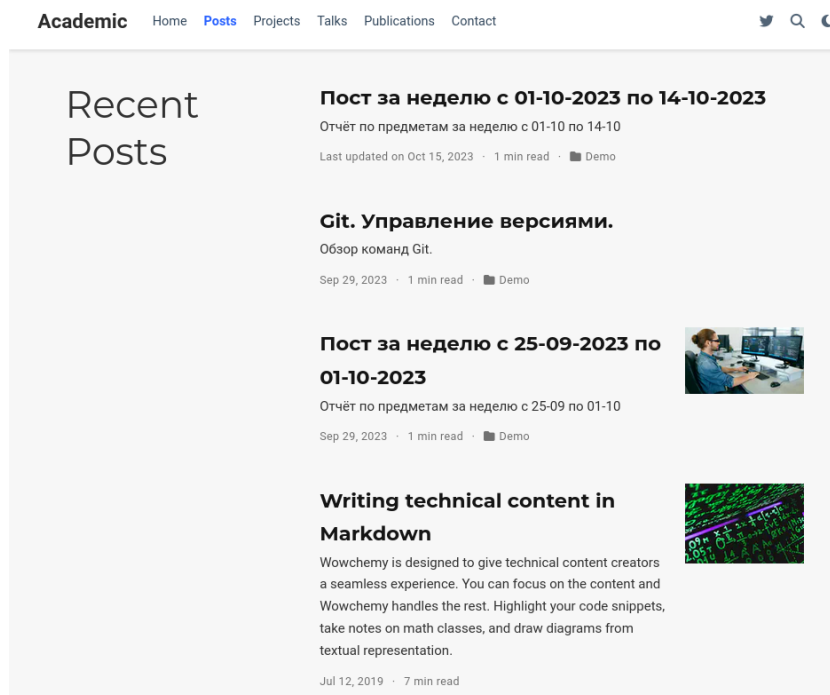 Academic Home Posts Projects Talks Publications Contact
Recent
Posts
Пост за неделю с 01-10-2023 по 14-10-2023
Отчёт по предметам за неделю с 01-10 по 14-10
Last updated on Oct 15, 2023 · 1 min read · Demo
Git. Управление версиями.
Обзор команд Git.
Sep 29, 2023 · 1 min read · Demo
Пост за неделю с 25-09-2023 по
01-10-2023
Отчёт по предметам за неделю с 25-09 по 01-10
Sep 29, 2023 · 1 min read · Demo
Writing technical content in
Markdown
Wowchemy is designed to give technical content creators
a seamless experience. You can focus on the content and
Wowchemy handles the rest. Highlight your code snippets,
take notes on math classes, and draw diagrams from
textual representation.
Jul 12, 2019 · 7 min read